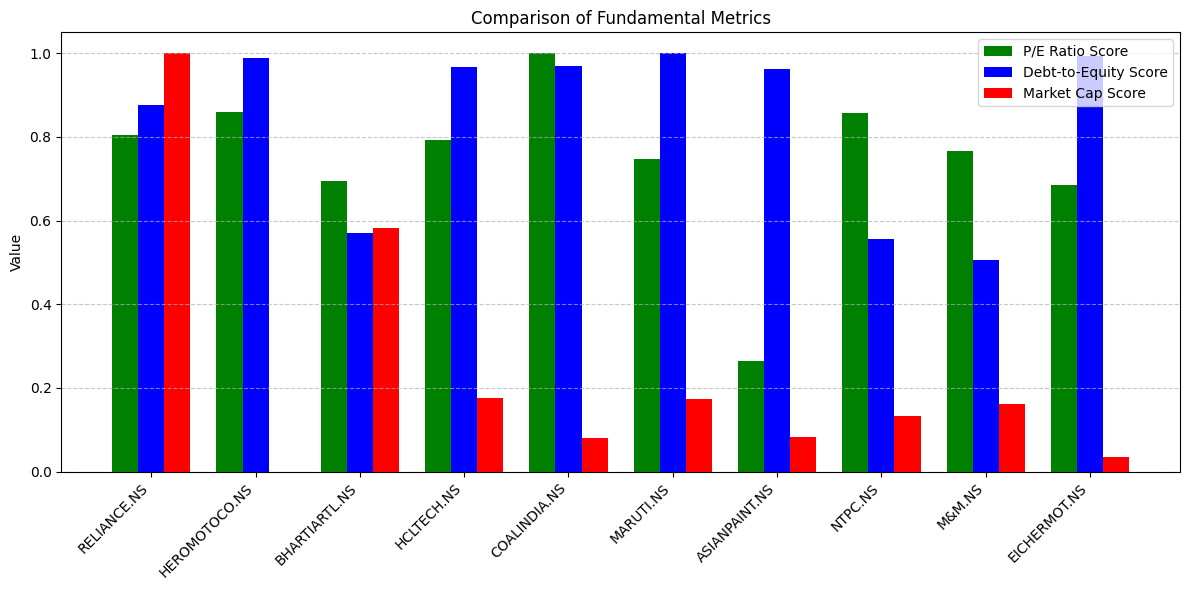 Comparison of Fundamental Metrics
P/E Ratio Score
Debt-to-Equity Score
Market Cap Score
Value
1.0
0.8
0.6
0.4
0.2
0.0
RELIANCE.NS
HEROMOTOCO.NS
BHARTIARTL.NS
HCLTECH.NS
COALINDIA.NS
MARUTI.NS
ASIANPAINT.NS
NTPC.NS
M&M.NS
EICHERMOT.NS